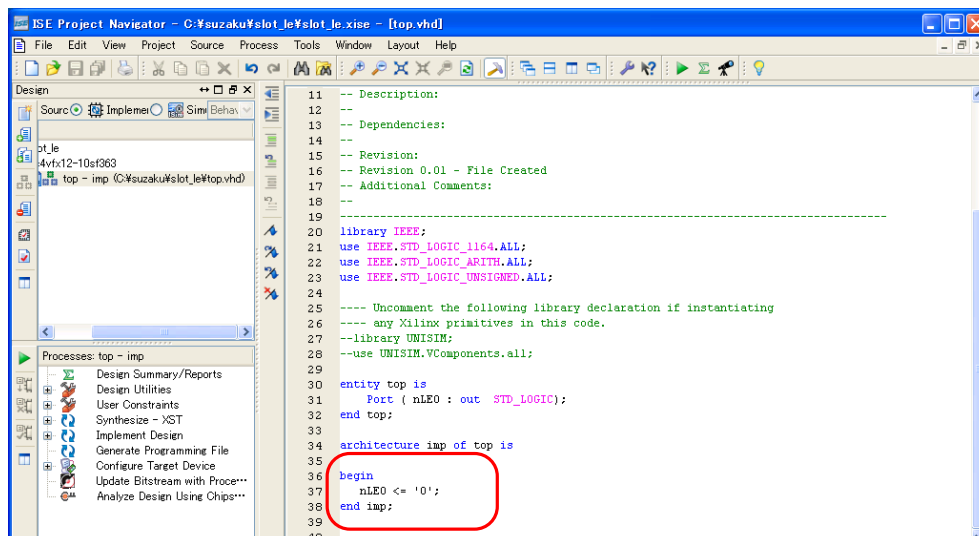 ISE Project Navigator - C:¥suzaku¥slot_le¥slot_le.xise - [top.vhd]
File Edit View Project Source Process Tools Window Layout Help
Design
Sourc Implemei Simi Behav
ot_le
4vfx12-10sf363
top - imp (C:¥suzaku¥slot_le¥top.vhd)
Processes: top - imp
Design Summary/Reports
Design Utilities
User Constraints
Synthesize - XST
Implement Design
Generate Programming File
Configure Target Device
Update Bitstream with Proce···
Analyze Design Using Chips···
11 -- Description:
12 --
13 -- Dependencies:
14 --
15 -- Revision:
16 -- Revision 0.01 - File Created
17 -- Additional Comments:
18 --
19 ----------------------------------------------------------------------------------
20 library IEEE;
21 use IEEE.STD_LOGIC_1164.ALL;
22 use IEEE.STD_LOGIC_ARITH.ALL;
23 use IEEE.STD_LOGIC_UNSIGNED.ALL;
24
25 ---- Uncomment the following library declaration if instantiating
26 ---- any Xilinx primitives in this code.
27 --library UNISIM;
28 --use UNISIM.VComponents.all;
29
30 entity top is
31 Port ( nLE0 : out STD_LOGIC);
32 end top;
33
34 architecture imp of top is
35
36 begin
37 nLE0 <= '0';
38 end imp;
39